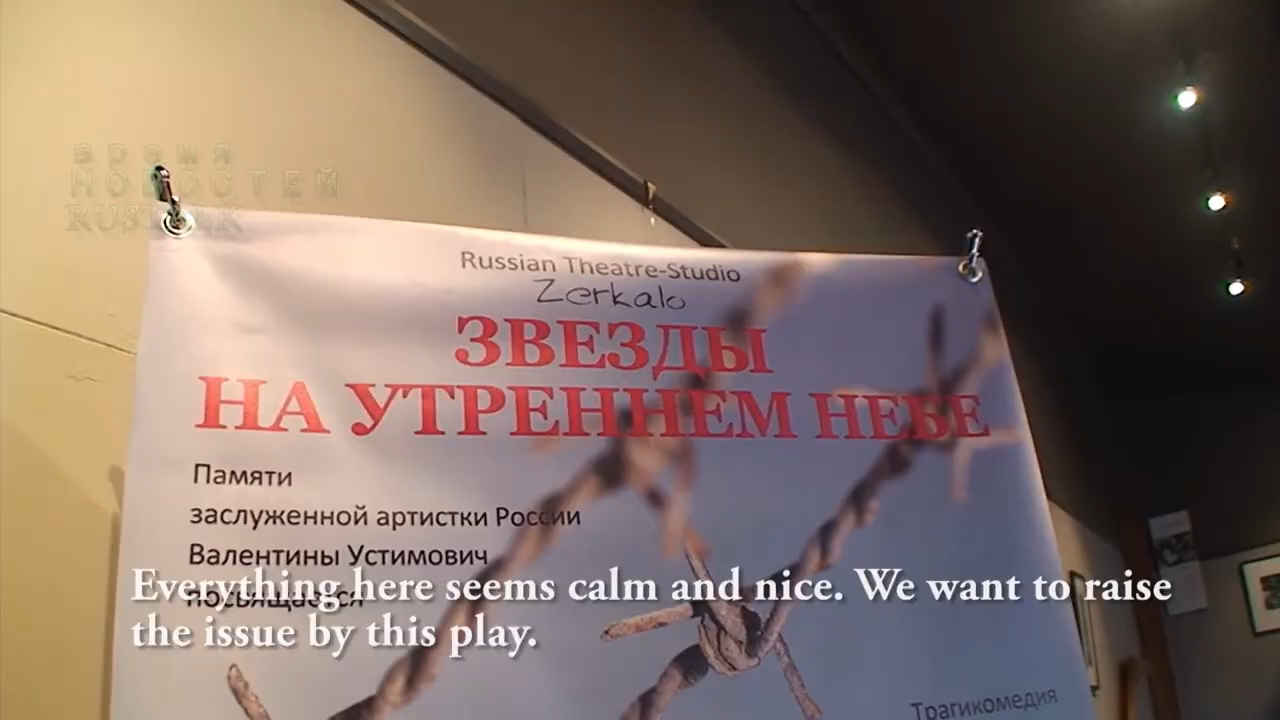 время
НОВОСТЕЙ
RUSTALK
Russian Theatre-Studio
Zerkalo
ЗВЕЗДЫ
НА УТРЕННЕМ НЕБЕ
Памяти
заслуженной артистки России
Валентины Устимович
посвящается
Everything here seems calm and nice. We want to raise
the issue by this play.
Трагикомедия